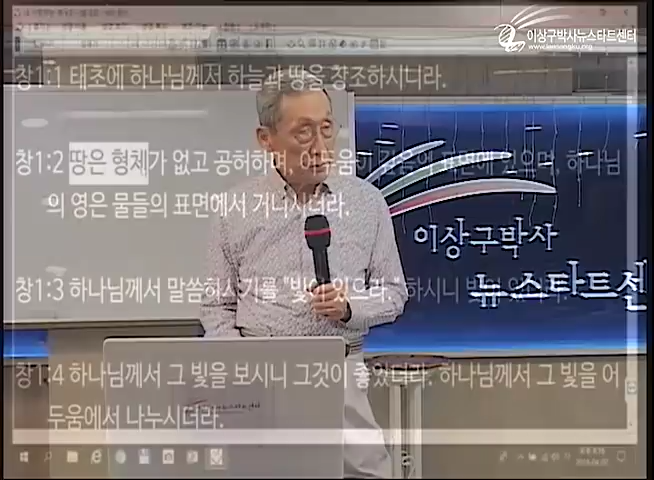 이상구박사뉴스타트센터
www.leesangku.org
창1:1 태초에 하나님께서 하늘과 땅을 창조하시니라.
창1:2 땅은 형체가 없고 공허하며, 어두움이 깊음의 표면에 있으며, 하나님
의 영은 물들의 표면에서 거니시더라.
이상구박사
뉴스타트센
창1:3 하나님께서 말씀하시기를 "빛이 있으라." 하시니 빛이 있
창1:4 하나님께서 그 빛을 보시니 그것이 좋았더라. 하나님께서 그 빛을 어
두움에서 나누시더라.